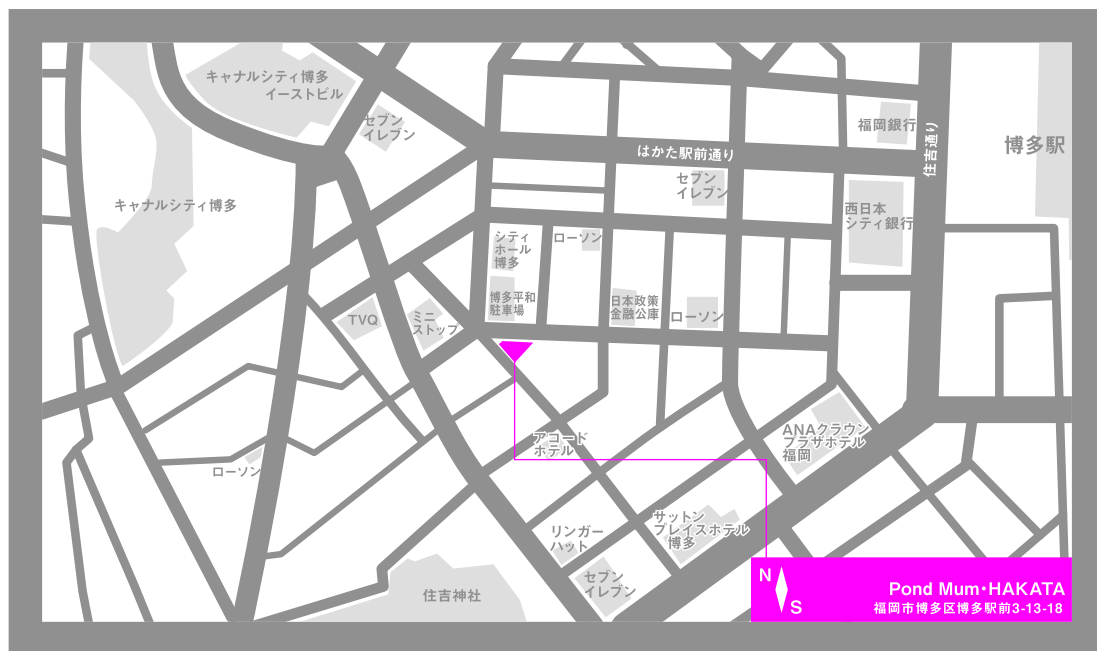 キャナルシティ博多
イーストビル
セブン
イレブン
福岡銀行
住吉通り
博多駅
はかた駅前通り
セブン
イレブン
キャナルシティ博多
西日本
シティ銀行
シティ
ホール
博多
ローソン
博多平和
駐車場
日本政策
金融公庫
ローソン
TVQ
ミニ
ストップ
アコード
ホテル
ANAクラウン
プラザホテル
福岡
ローソン
リンガー
ハット
サットン
プレイスホテル
博多
セブン
イレブン
住吉神社
N
S
Pond Mum・HAKATA
福岡市博多区博多駅前3-13-18